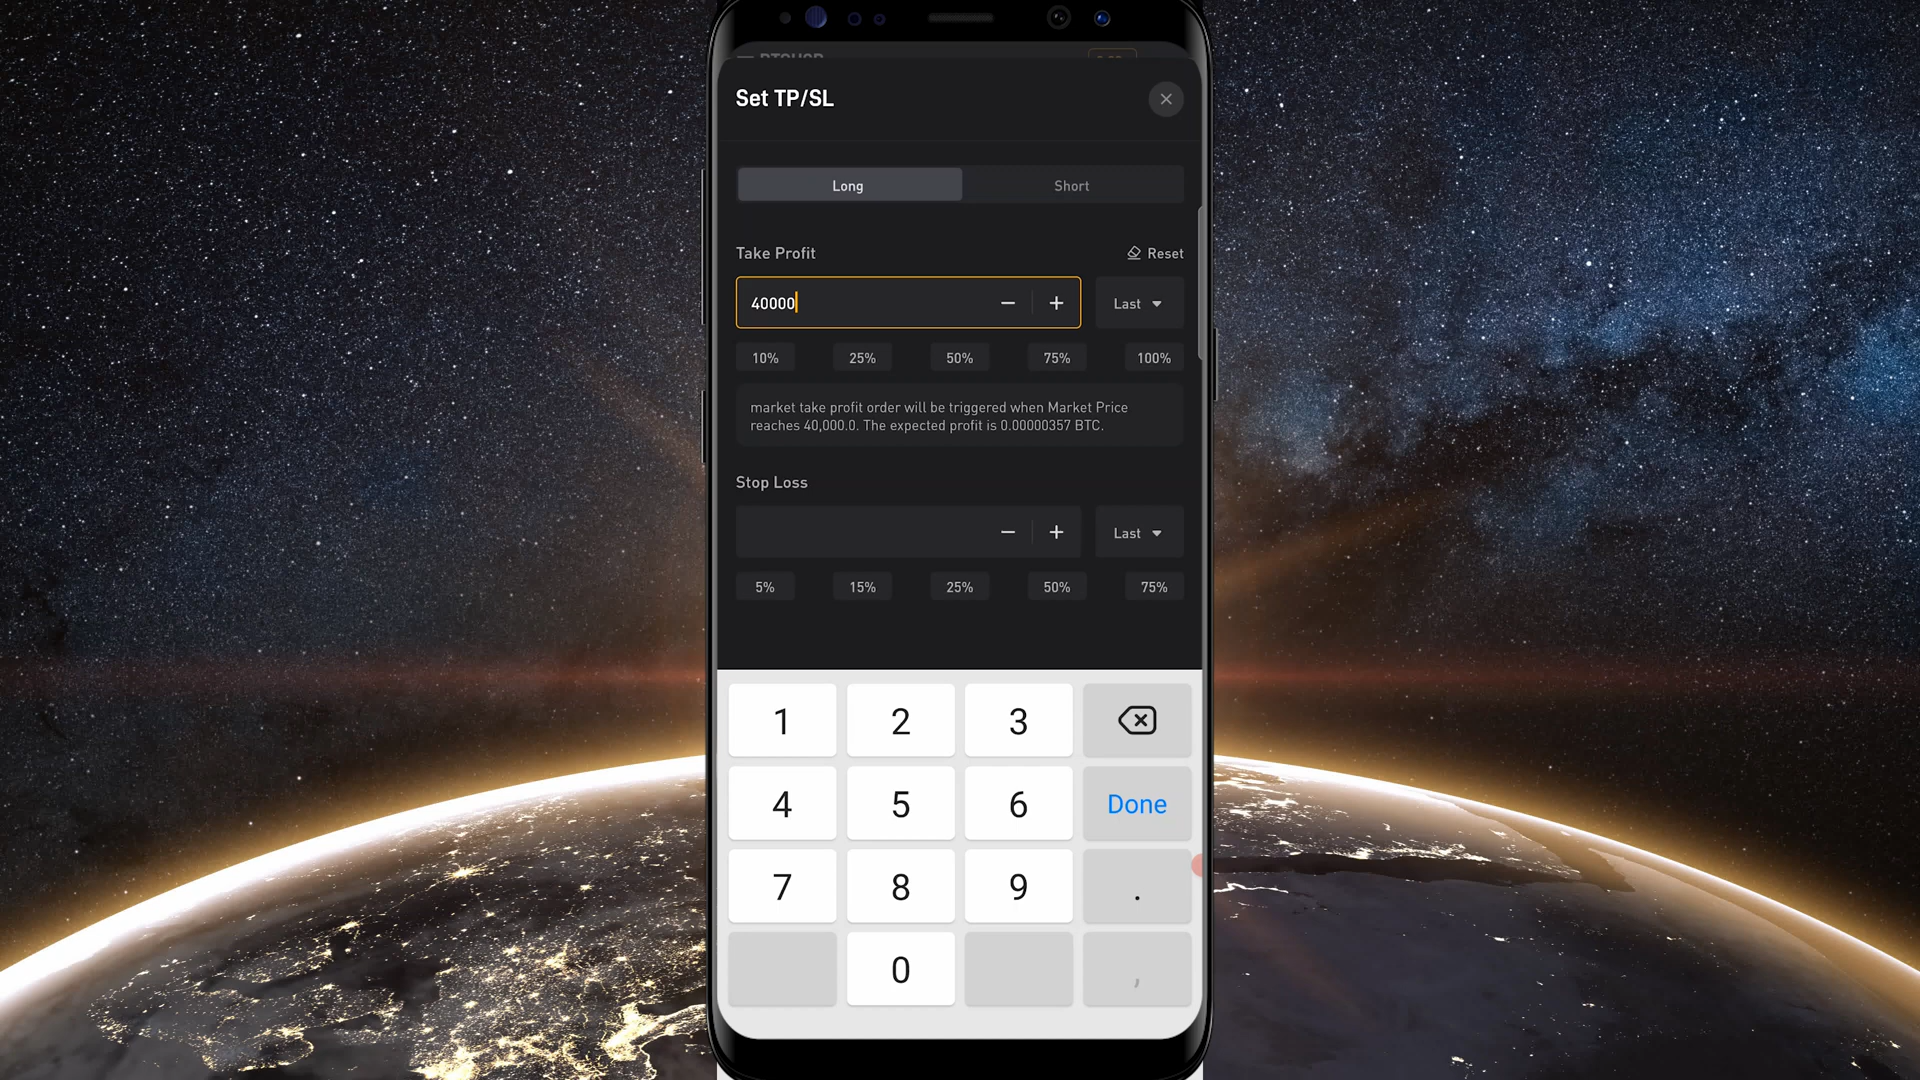 Set TP/SL
Long
Short
Take Profit
Reset
40000
Last
10%
25%
50%
75%
100%
market take profit order will be triggered when Market Price
reaches 40,000.0. The expected profit is 0.00000357 BTC.
Stop Loss
Last
5%
15%
25%
50%
75%
1
2
3
4
5
6
Done
7
8
9
.
0
,